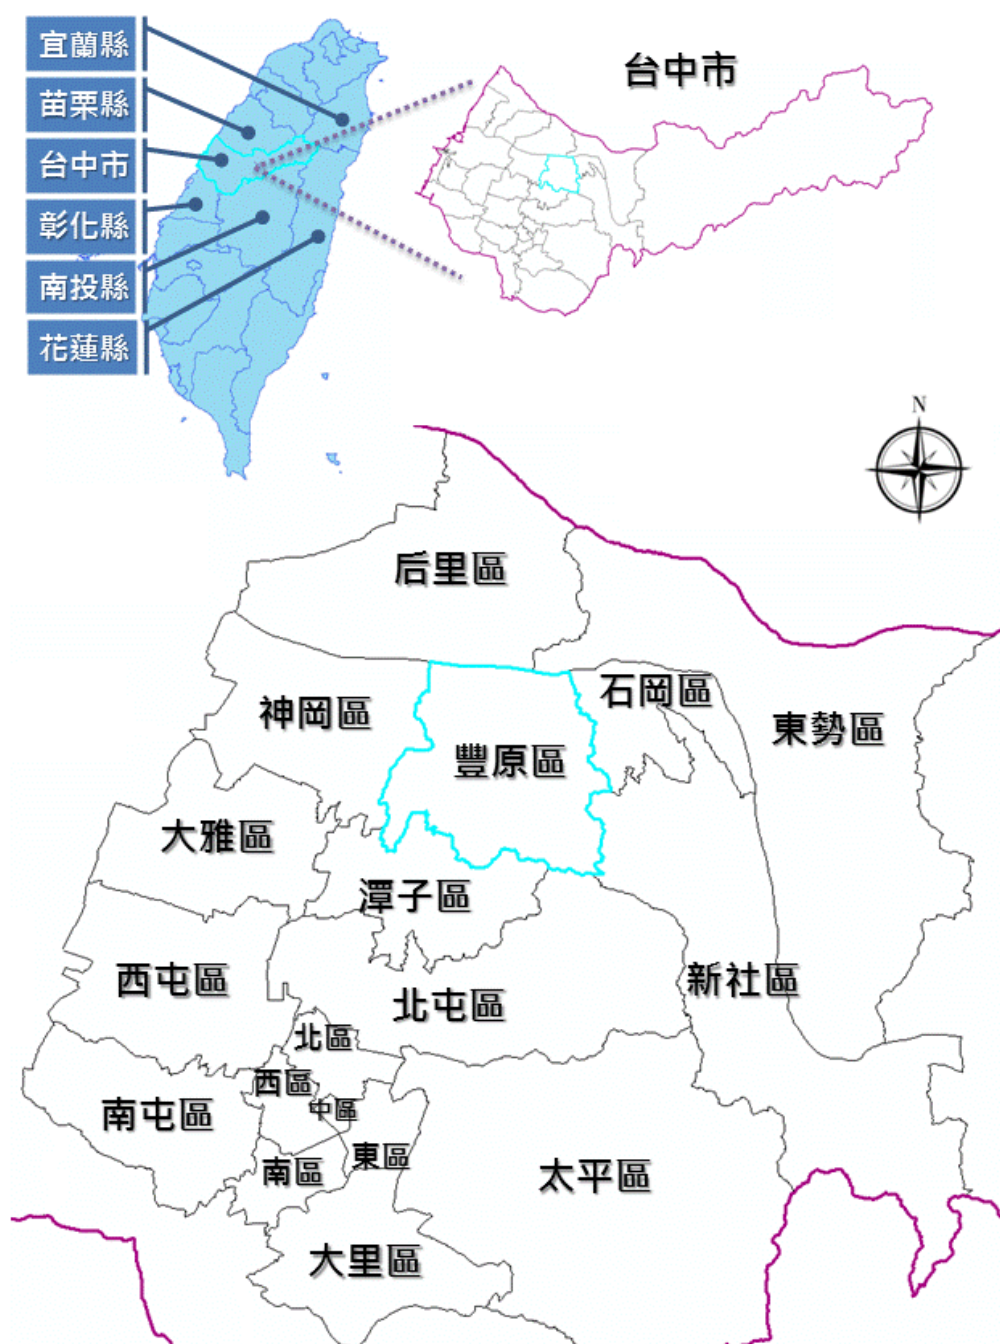 宜蘭縣
苗栗縣
台中市
彰化縣
南投縣
花蓮縣
台中市
N
后里區
神岡區
豐原區
石岡區
東勢區
大雅區
潭子區
西屯區
北屯區
新社區
北區
西區
中區
南屯區
東區
南區
太平區
大里區